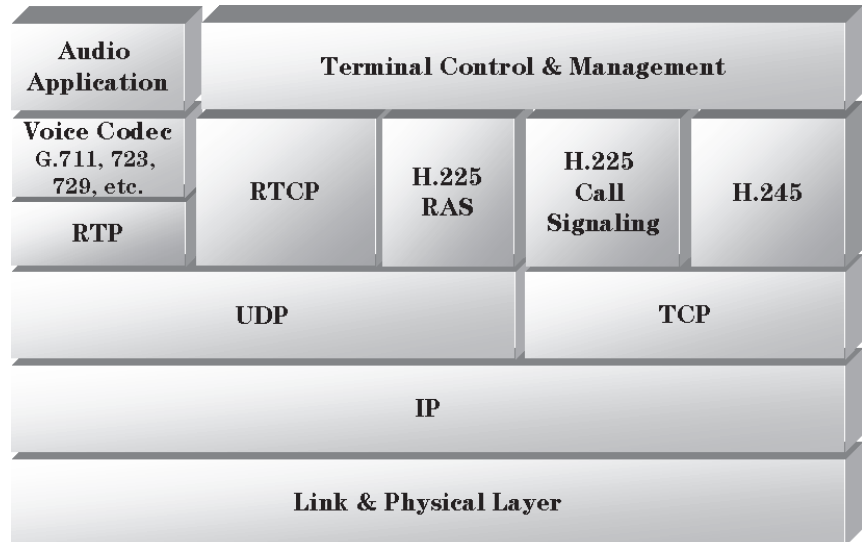 Audio
Application
Terminal Control & Management
Voice Codec
G.711, 723,
729, etc.
RTP
RTCP
H.225
RAS
H.225
Call
Signaling
H.245
UDP
TCP
IP
Link & Physical Layer